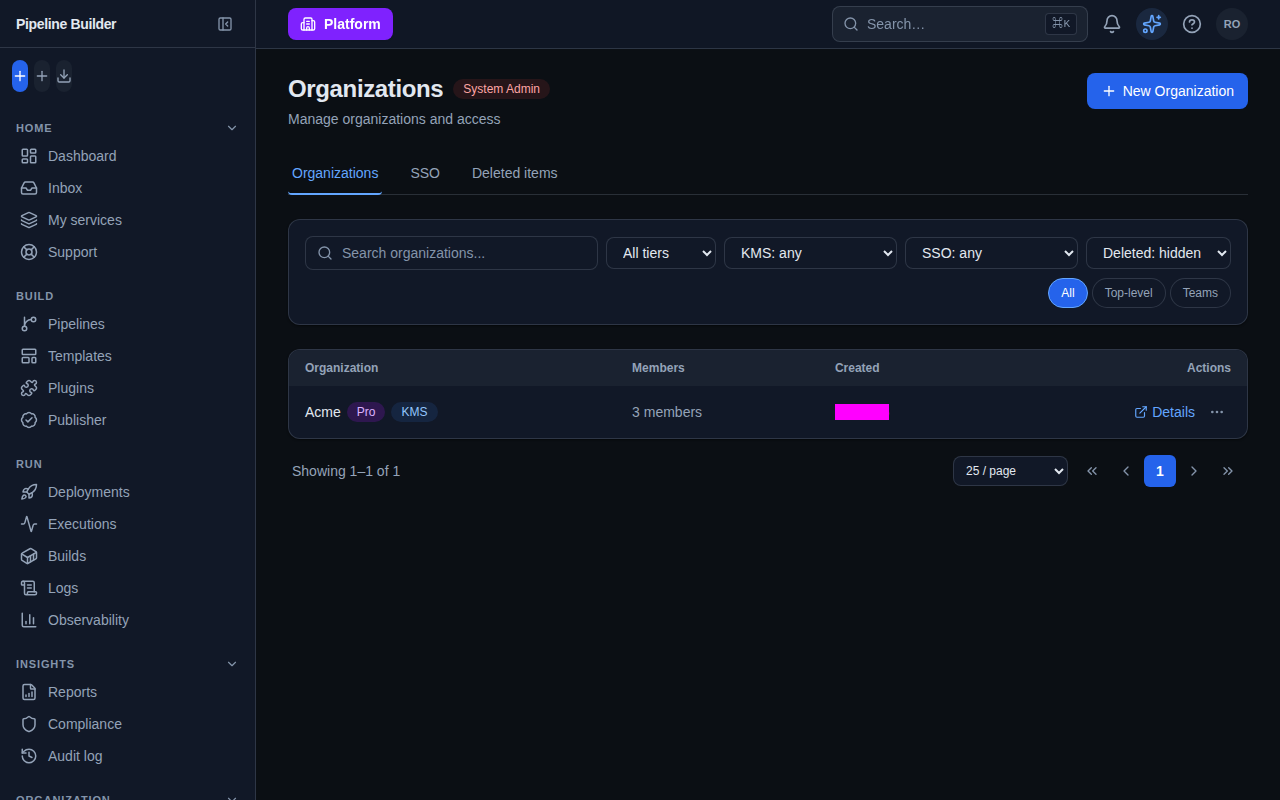 Pipeline Builder
Platform
Search…
⌘K
RO
HOME
Dashboard
Inbox
My services
Support
BUILD
Pipelines
Templates
Plugins
Publisher
RUN
Deployments
Executions
Builds
Logs
Observability
INSIGHTS
Reports
Compliance
Audit log
ORGANIZATION
Organizations
System Admin
Manage organizations and access
New Organization
Organizations
SSO
Deleted items
Search organizations...
All tiers
KMS: any
SSO: any
Deleted: hidden
All
Top-level
Teams
Organization
Members
Created
Actions
Acme
Pro
KMS
3 members
Details
Showing 1–1 of 1
25 / page
1